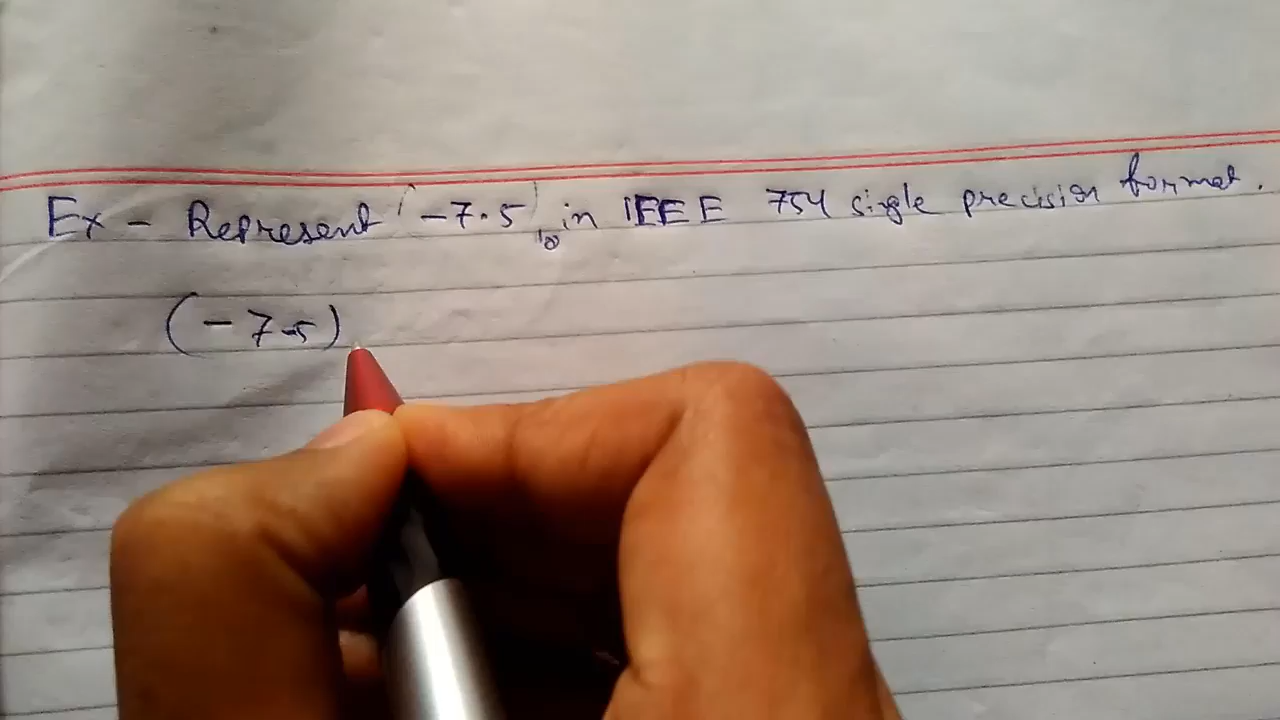 Ex - Represent (-7.5)10 in IEEE 754 single precision format.
(-7.5)